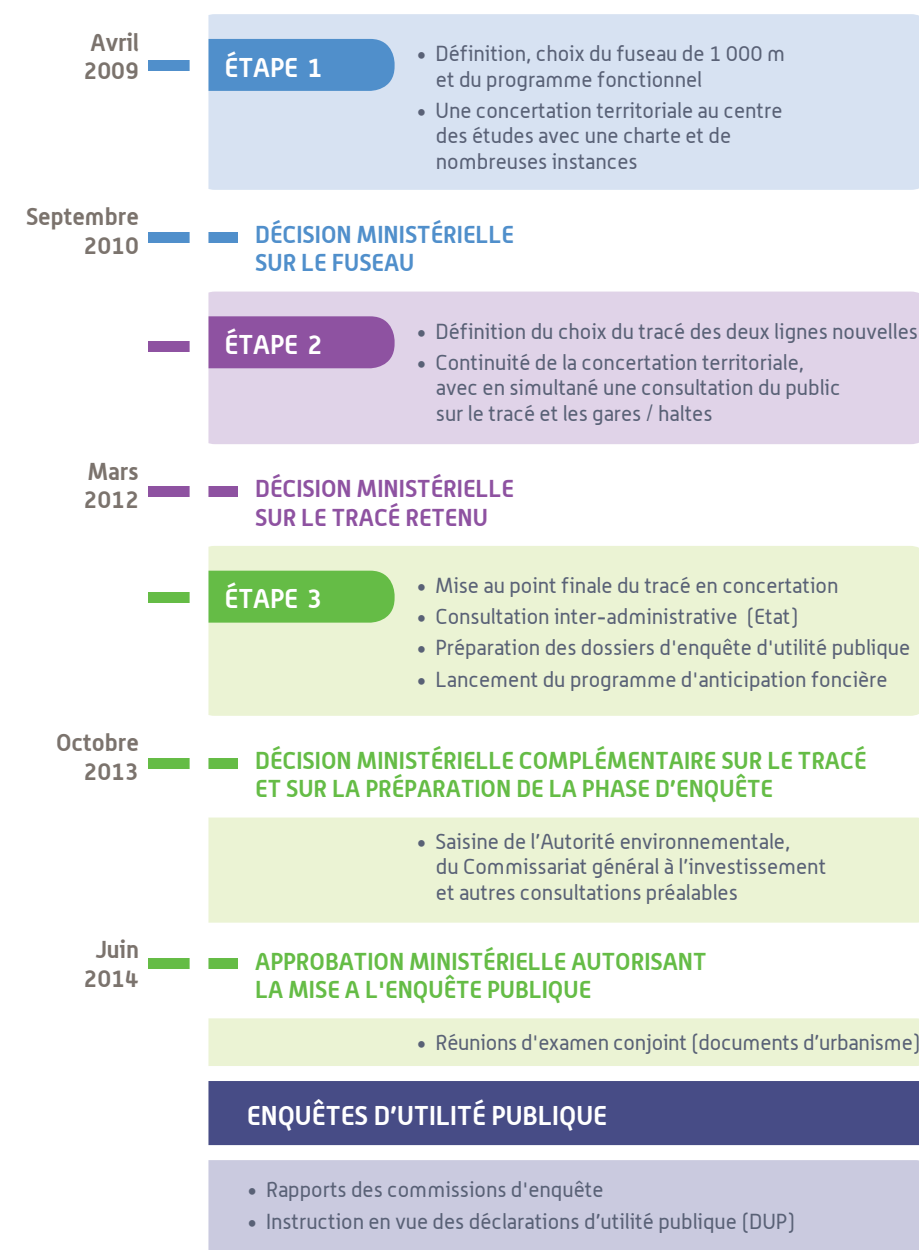 Avril
2009
ÉTAPE 1
• Définition, choix du fuseau de 1 000 m
et du programme fonctionnel
• Une concertation territoriale au centre
des études avec une charte et de
nombreuses instances
Septembre
2010
DÉCISION MINISTÉRIELLE
SUR LE FUSEAU
ÉTAPE 2
• Définition du choix du tracé des deux lignes nouvelles
• Continuité de la concertation territoriale,
avec en simultané une consultation du public
sur le tracé et les gares / haltes
Mars
2012
DÉCISION MINISTÉRIELLE
SUR LE TRACÉ RETENU
ÉTAPE 3
• Mise au point finale du tracé en concertation
• Consultation inter-administrative (Etat)
• Préparation des dossiers d'enquête d'utilité publique
• Lancement du programme d'anticipation foncière
Octobre
2013
DÉCISION MINISTÉRIELLE COMPLÉMENTAIRE SUR LE TRACÉ
ET SUR LA PRÉPARATION DE LA PHASE D’ENQUÊTE
• Saisine de l’Autorité environnementale,
du Commissariat général à l’investissement
et autres consultations préalables
Juin
2014
APPROBATION MINISTÉRIELLE AUTORISANT
LA MISE A L'ENQUÊTE PUBLIQUE
• Réunions d'examen conjoint (documents d’urbanisme)
ENQUÊTES D’UTILITÉ PUBLIQUE
• Rapports des commissions d'enquête
• Instruction en vue des déclarations d’utilité publique (DUP)